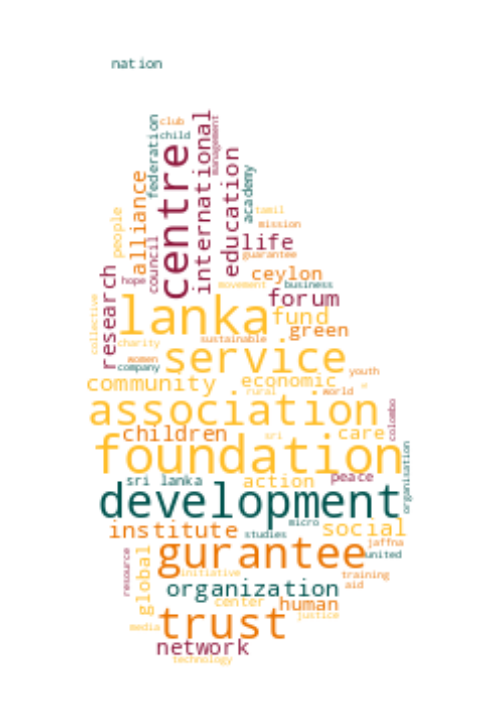 nation
club
child
federation
management
international
centre
education
academy
alliance
people
tamil
mission
council
life
guarantee
research
hope
ceylon
movement
business
forum
collective
lanka
fund
green
sustainable
charity
women
company
service
youth
community
economic
rural
world
association
colombo
children
sri
care
foundation
organisation
sri lanka
action
peace
development
micro
institute
studies
social
jaffna
united
gurantee
resource
global
initiative
training
aid
organization
center
human
justice
trust
media
network
technology